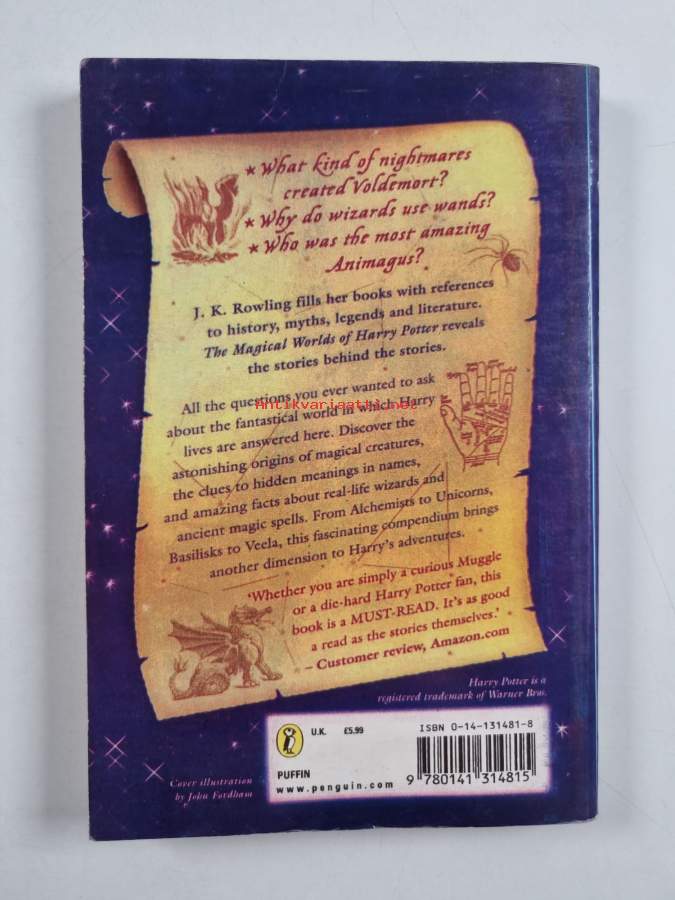 * What kind of nightmares
created Voldemort?
* Why do wizards use wands?
* Who was the most amazing
Animagus?
J. K. Rowling fills her books with references
to history, myths, legends and literature.
The Magical Worlds of Harry Potter reveals
the stories behind the stories.
All the questions you ever wanted to ask
Antikvariaatti.net
about the fantastical world in which Harry
lives are answered here. Discover the
astonishing origins of magical creatures,
the clues to hidden meanings in names,
and amazing facts about real-life wizards and
ancient magic spells. From Alchemists to Unicorns,
Basilisks to Veela, this fascinating compendium brings
another dimension to Harry's adventures.
'Whether you are simply a curious Muggle
or a die-hard Harry Potter fan, this
book is a MUST-READ. It's as good
a read as the stories themselves.'
– Customer review, Amazon.com
Harry Potter is a
registered trademark of Warner Bros.
U.K. £5.99
ISBN 0-14-131481-8
PUFFIN
www.penguin.com
9 780141 314815
Cover illustration
by John Fordham